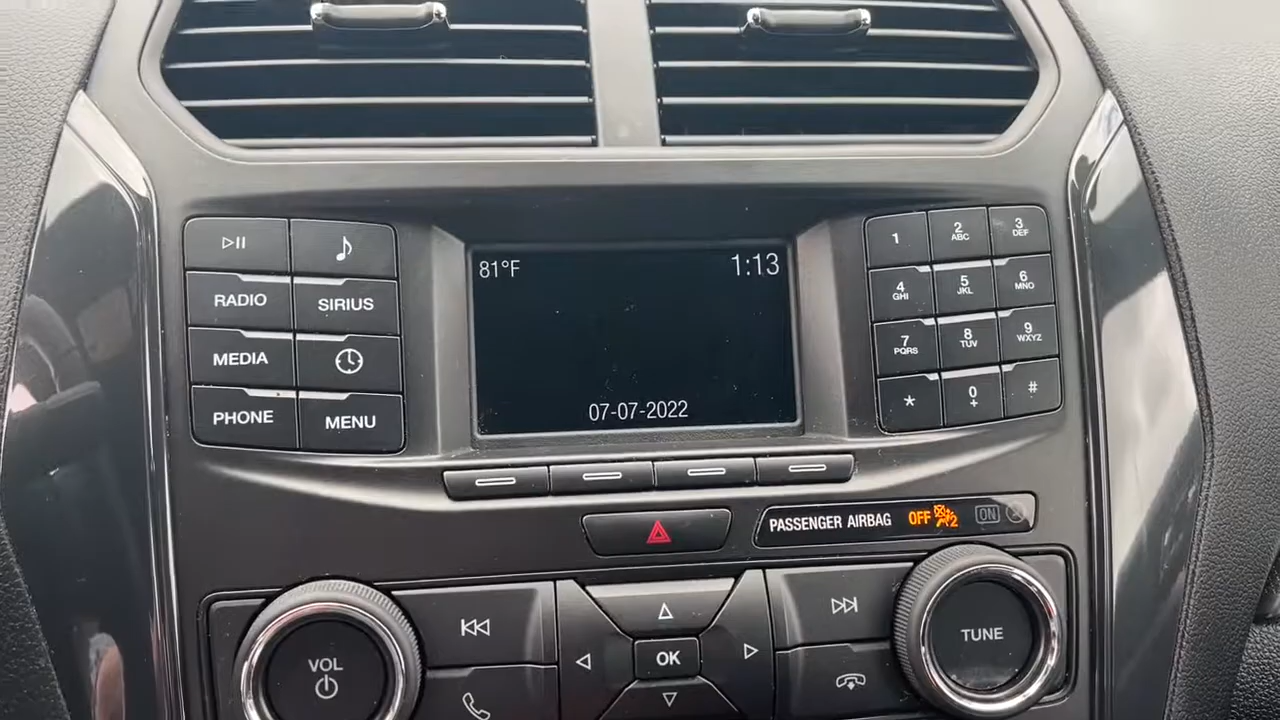 81°F 1:13
07-07-2022
RADIO
SIRIUS
MEDIA
PHONE
MENU
1
2 ABC
3 DEF
4 GHI
5 JKL
6 MNO
7 PQRS
8 TUV
9 WXYZ
*
0 +
#
PASSENGER AIRBAG OFF 2 ON
VOL
OK
TUNE